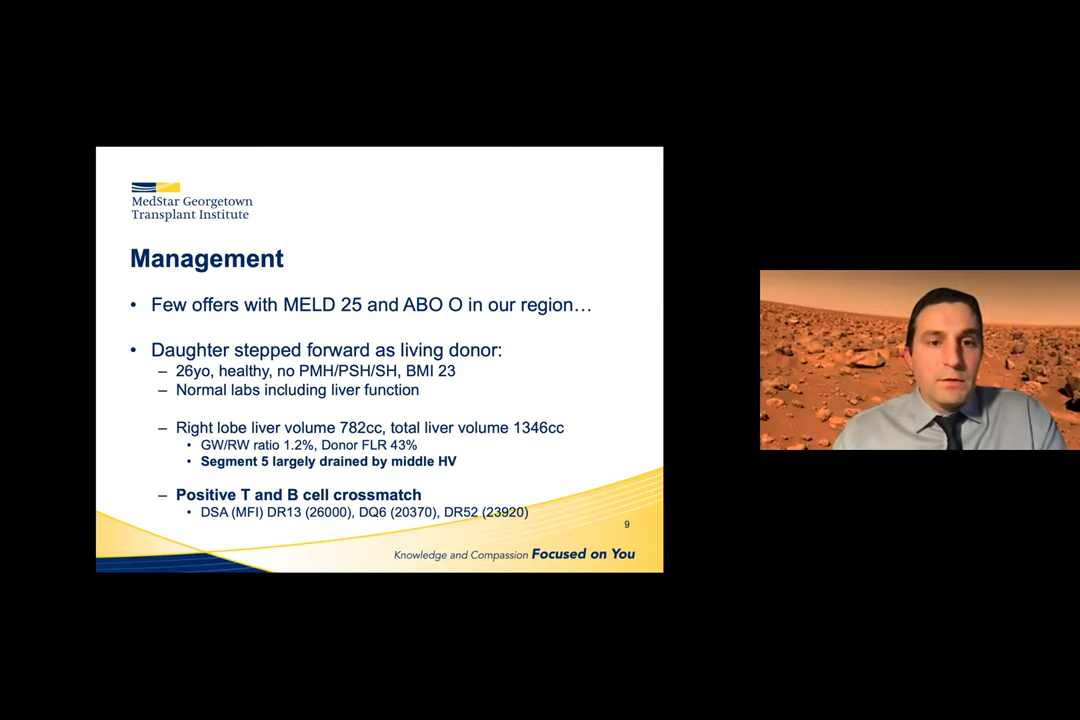 MedStar Georgetown
Transplant Institute
Management
• Few offers with MELD 25 and ABO O in our region…
• Daughter stepped forward as living donor:
– 26yo, healthy, no PMH/PSH/SH, BMI 23
– Normal labs including liver function
– Right lobe liver volume 782cc, total liver volume 1346cc
• GW/RW ratio 1.2%, Donor FLR 43%
• Segment 5 largely drained by middle HV
– Positive T and B cell crossmatch
• DSA (MFI) DR13 (26000), DQ6 (20370), DR52 (23920)
9
Knowledge and Compassion Focused on You